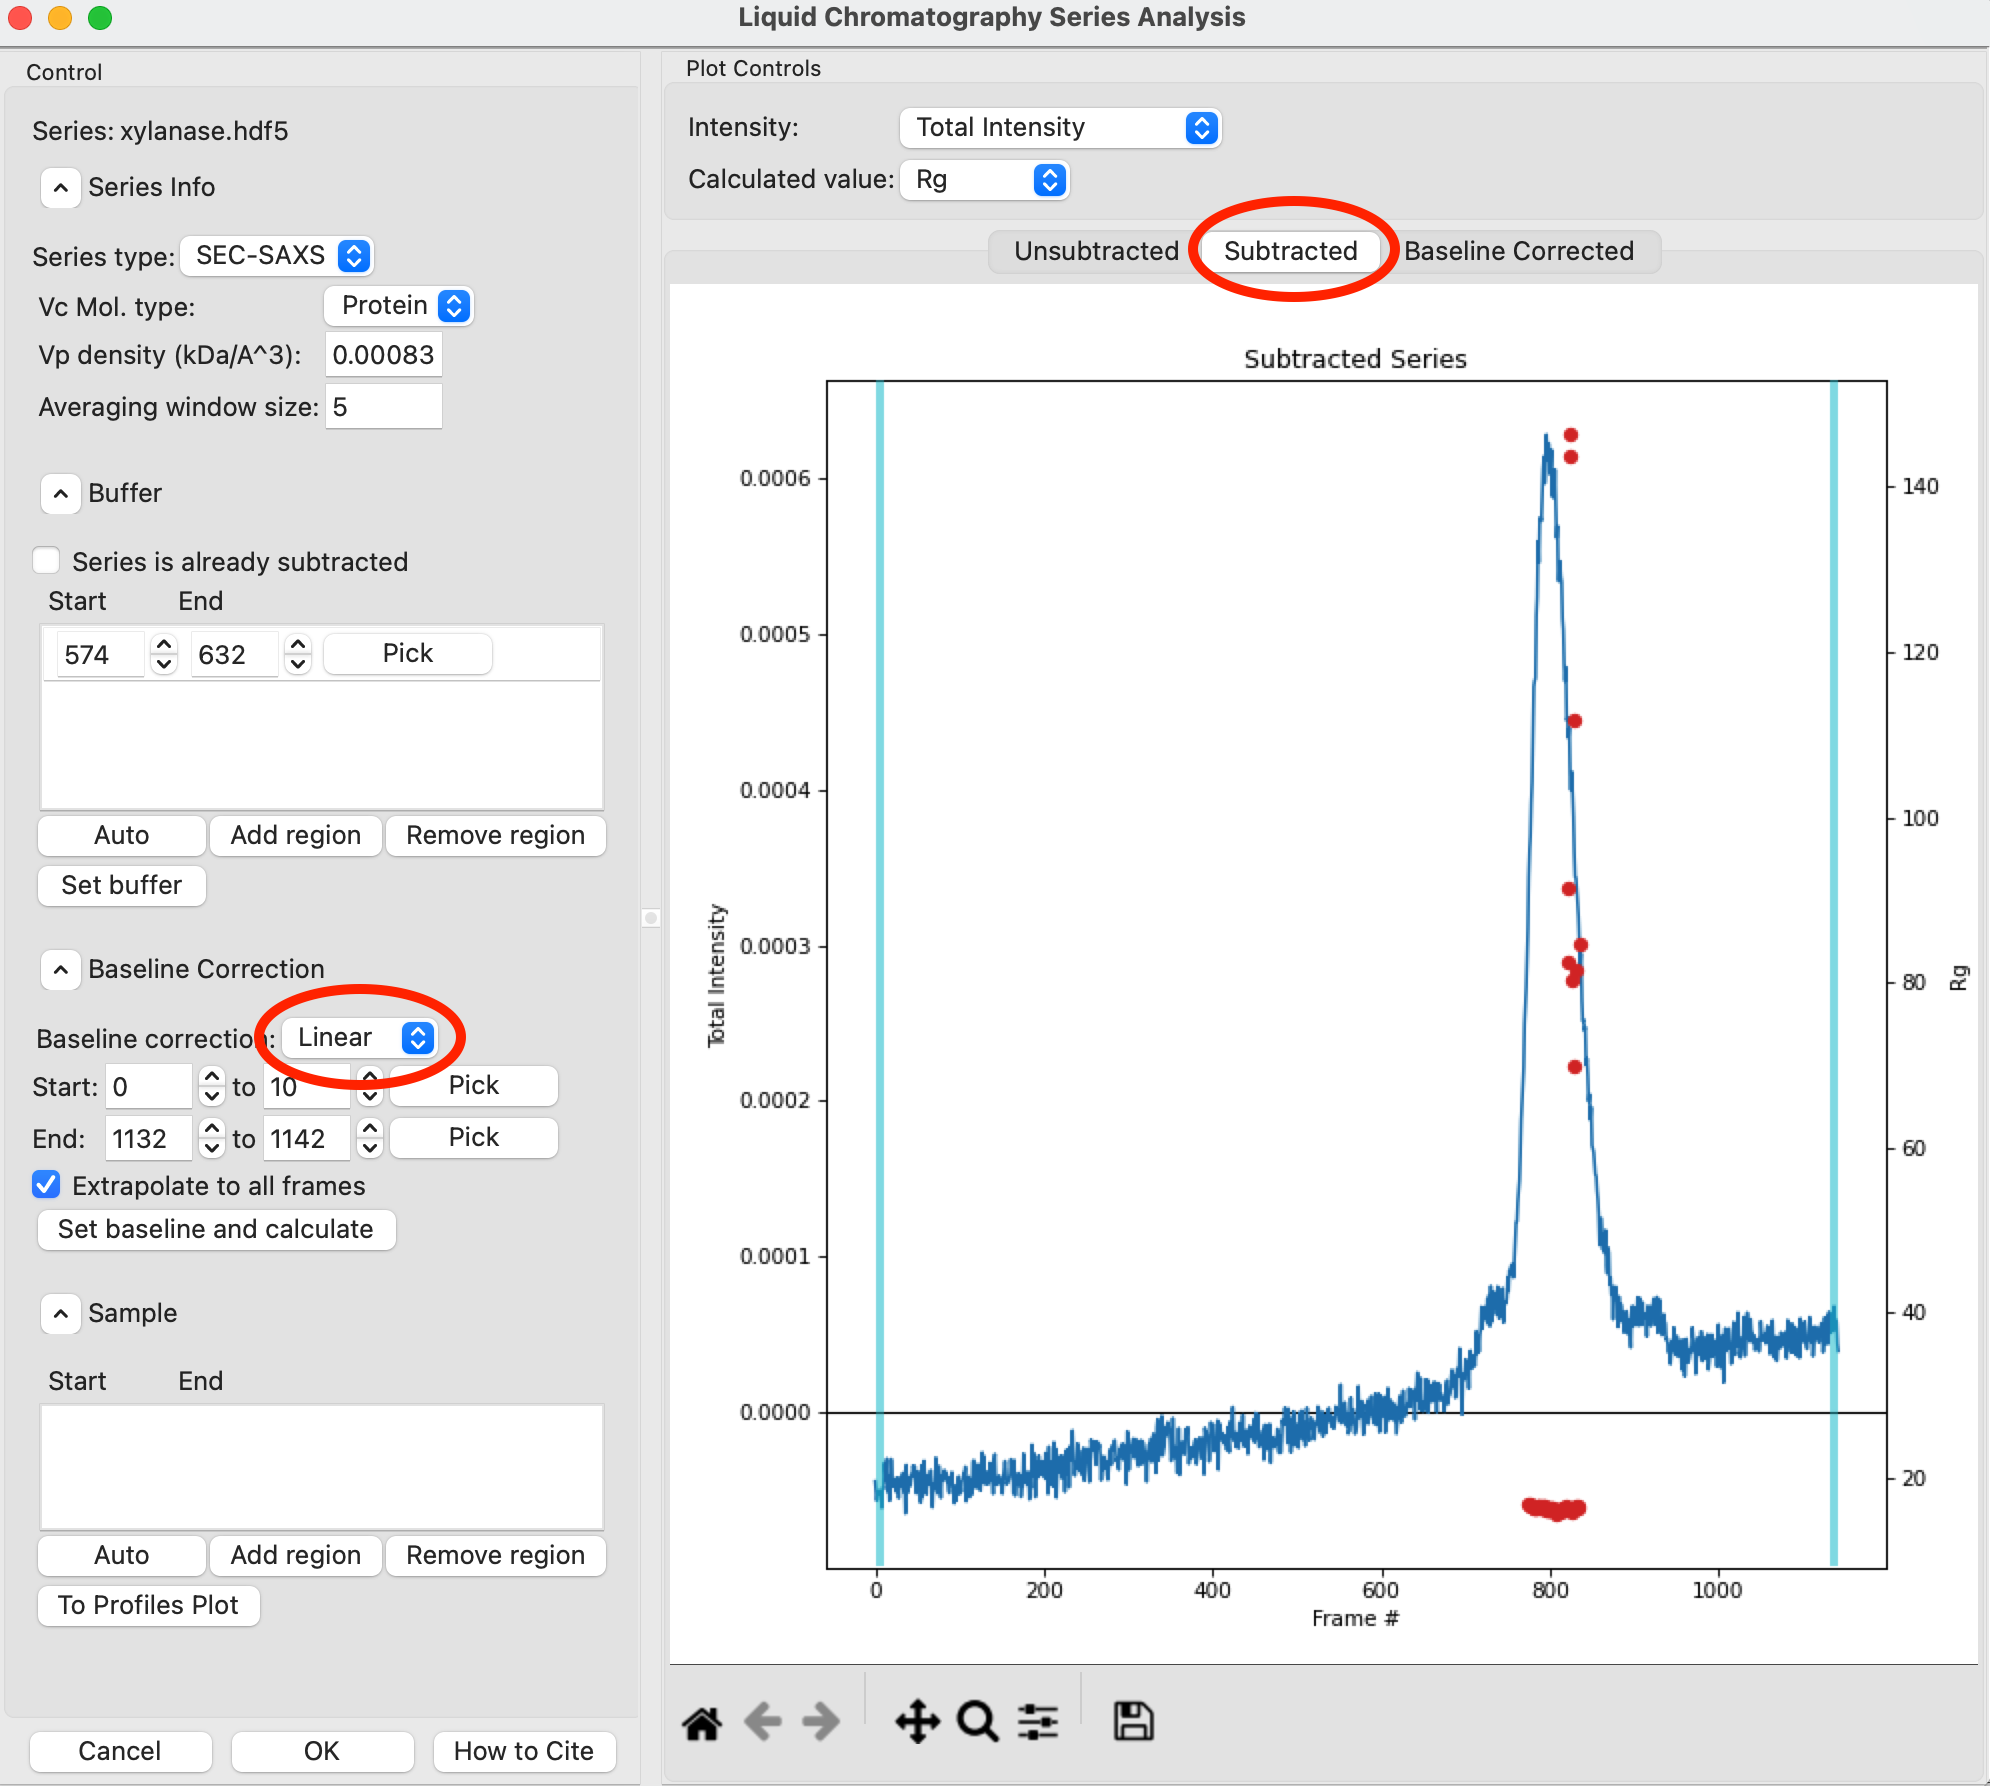 Liquid Chromatography Series Analysis
Control
Series: xylanase.hdf5
Series Info
Series type: SEC-SAXS
Vc Mol. type: Protein
Vp density (kDa/A^3): 0.00083
Averaging window size: 5
Buffer
Series is already subtracted
Start End
574 632 Pick
Auto Add region Remove region
Set buffer
Baseline Correction
Baseline correction: Linear
Start: 0 to 10 Pick
End: 1132 to 1142 Pick
Extrapolate to all frames
Set baseline and calculate
Sample
Start End
Auto Add region Remove region
To Profiles Plot
Cancel OK How to Cite
Plot Controls
Intensity: Total Intensity
Calculated value: Rg
Unsubtracted Subtracted Baseline Corrected
Subtracted Series
0.0006
0.0005
0.0004
0.0003
0.0002
0.0001
0.0000
Total Intensity
140
120
100
80
60
40
20
Rg
0 200 400 600 800 1000
Frame #